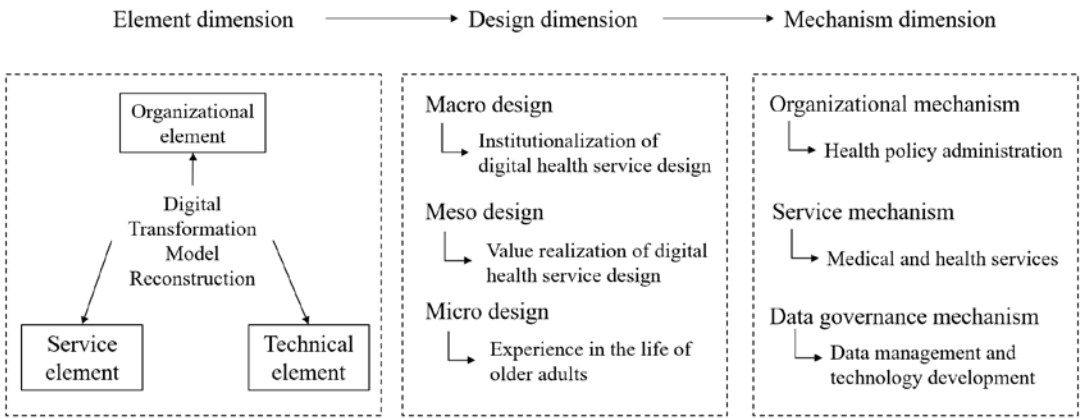 Element dimension
Design dimension
Mechanism dimension
Organizational
element
Digital
Transformation
Model
Reconstruction
Service
element
Technical
element
Macro design
Institutionalization of
digital health service design
Meso design
Value realization of digital
health service design
Micro design
Experience in the life of
older adults
Organizational mechanism
Health policy administration
Service mechanism
Medical and health services
Data governance mechanism
Data management and
technology development